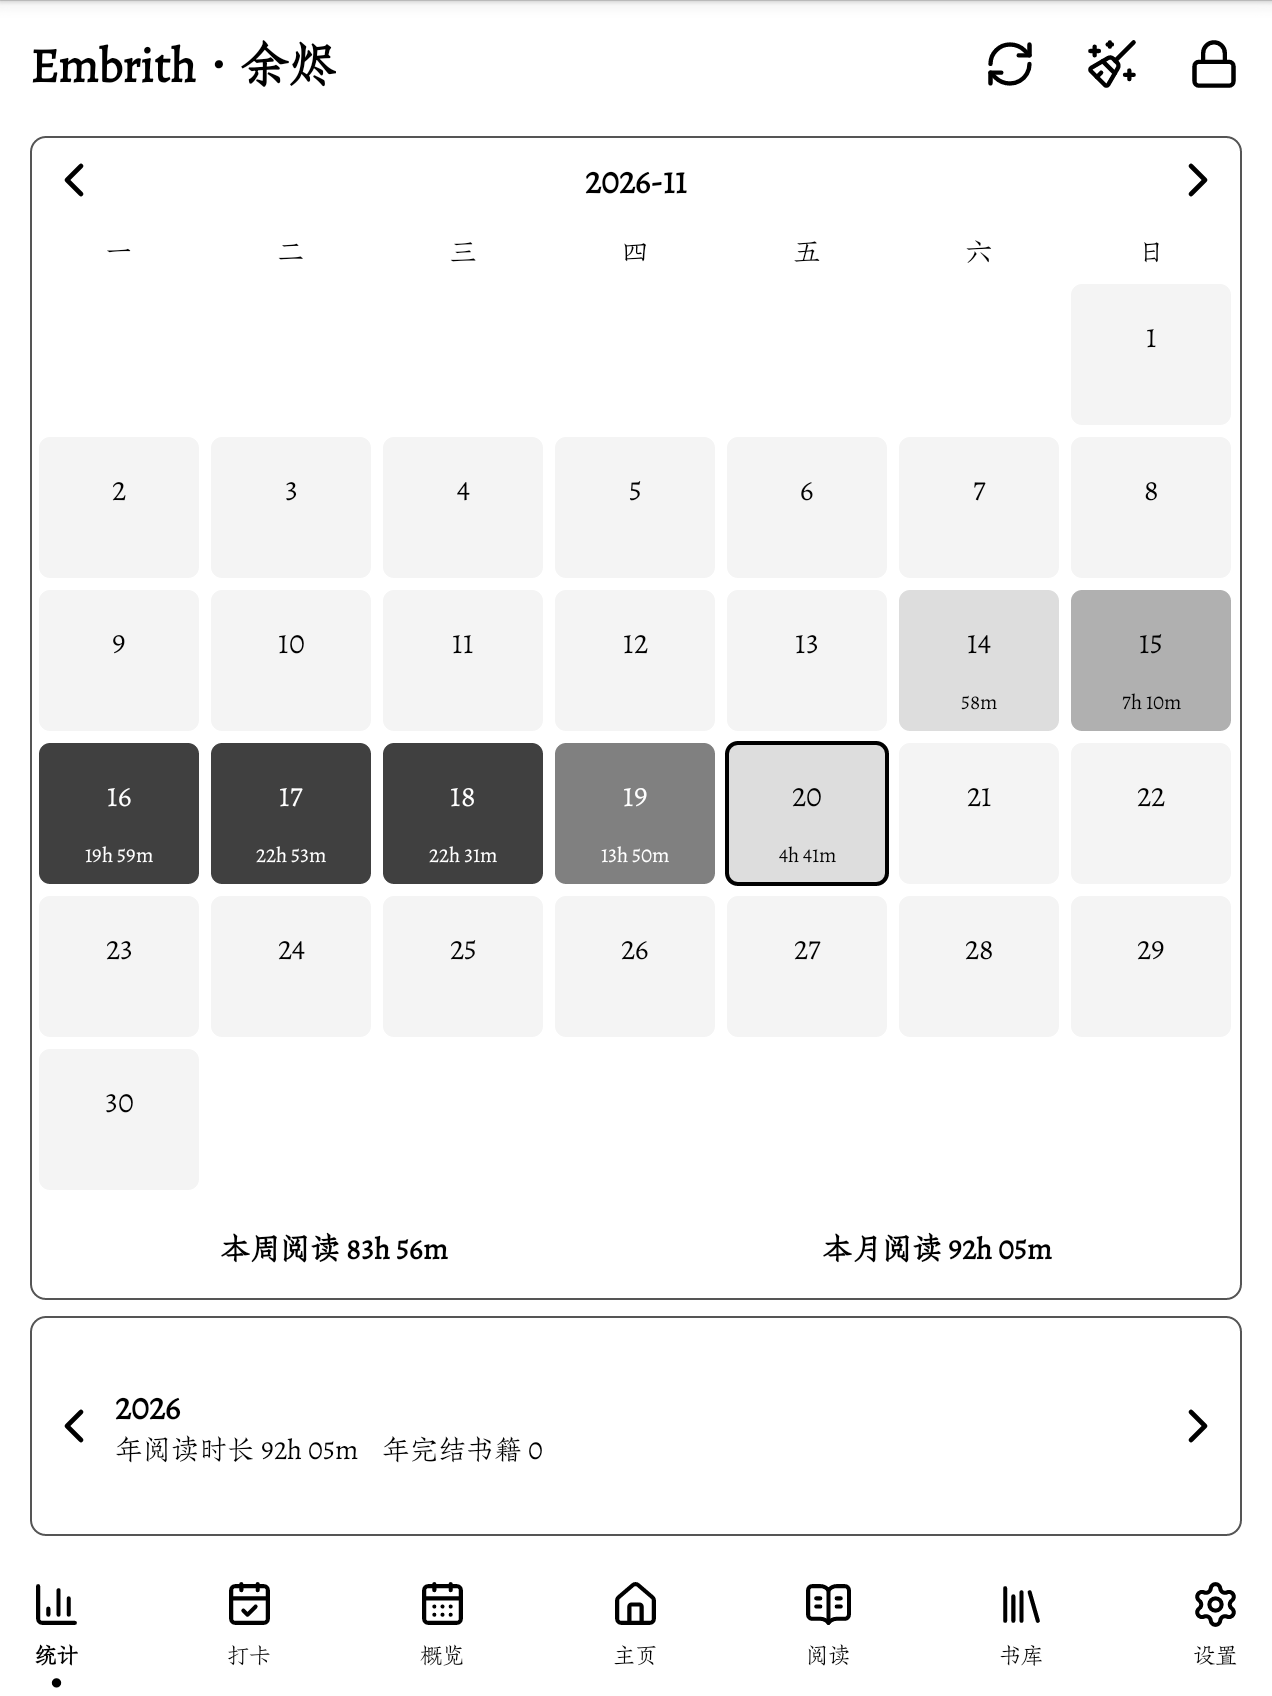 Embrith · 余烬
2026-11
一 二 三 四 五 六 日
1
2 3 4 5 6 7 8
9 10 11 12 13 14 15
58m 7h 10m
16 17 18 19 20 21 22
19h 59m 22h 53m 22h 31m 13h 50m 4h 41m
23 24 25 26 27 28 29
30
本周阅读 83h 56m 本月阅读 92h 05m
2026
年阅读时长 92h 05m 年完结书籍 0
统计 打卡 概览 主页 阅读 书库 设置